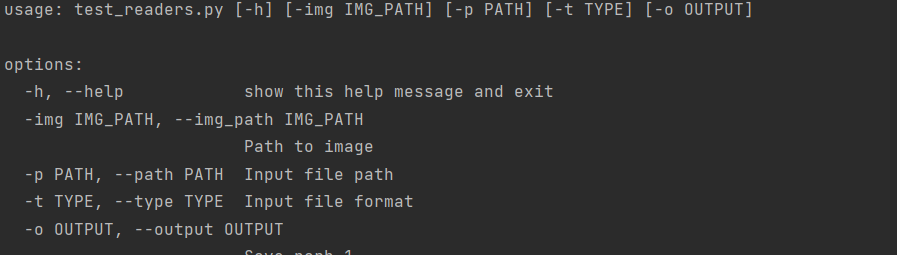 usage: test_readers.py [-h] [-img IMG_PATH] [-p PATH] [-t TYPE] [-o OUTPUT]
options:
-h, --help show this help message and exit
-img IMG_PATH, --img_path IMG_PATH
Path to image
-p PATH, --path PATH Input file path
-t TYPE, --type TYPE Input file format
-o OUTPUT, --output OUTPUT